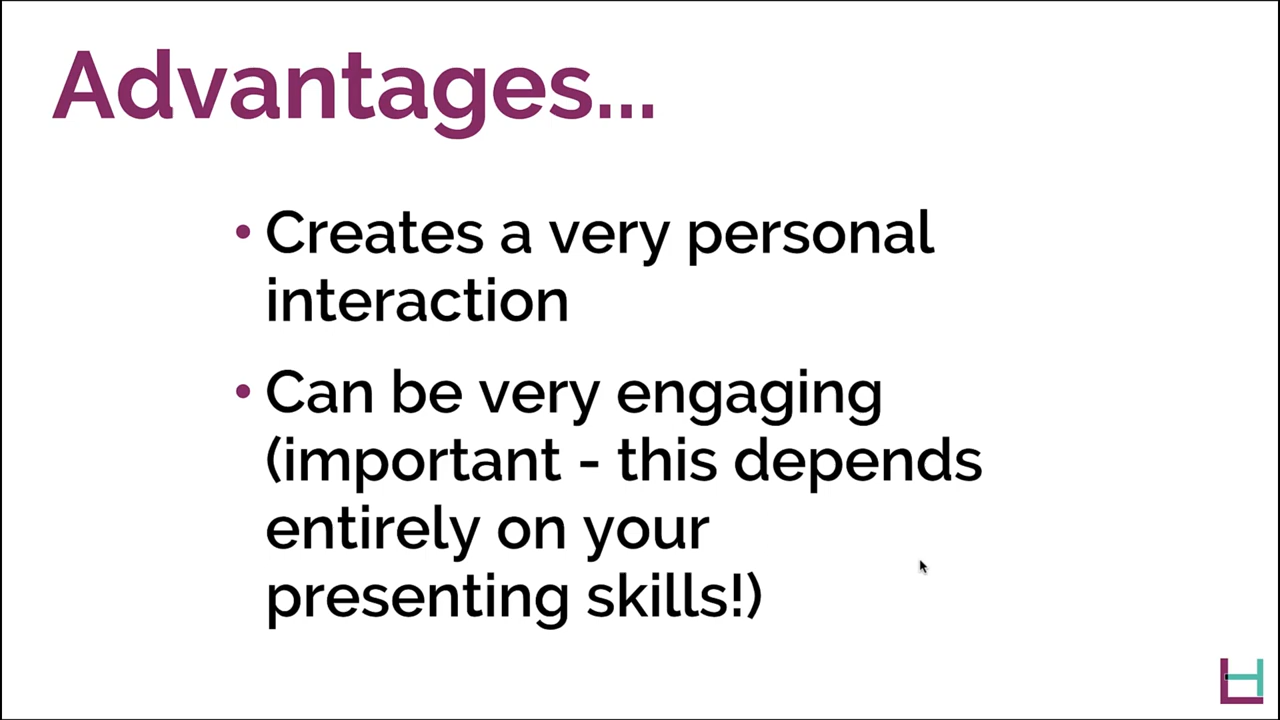 Advantages...
• Creates a very personal
interaction
• Can be very engaging
(important - this depends
entirely on your
presenting skills!)